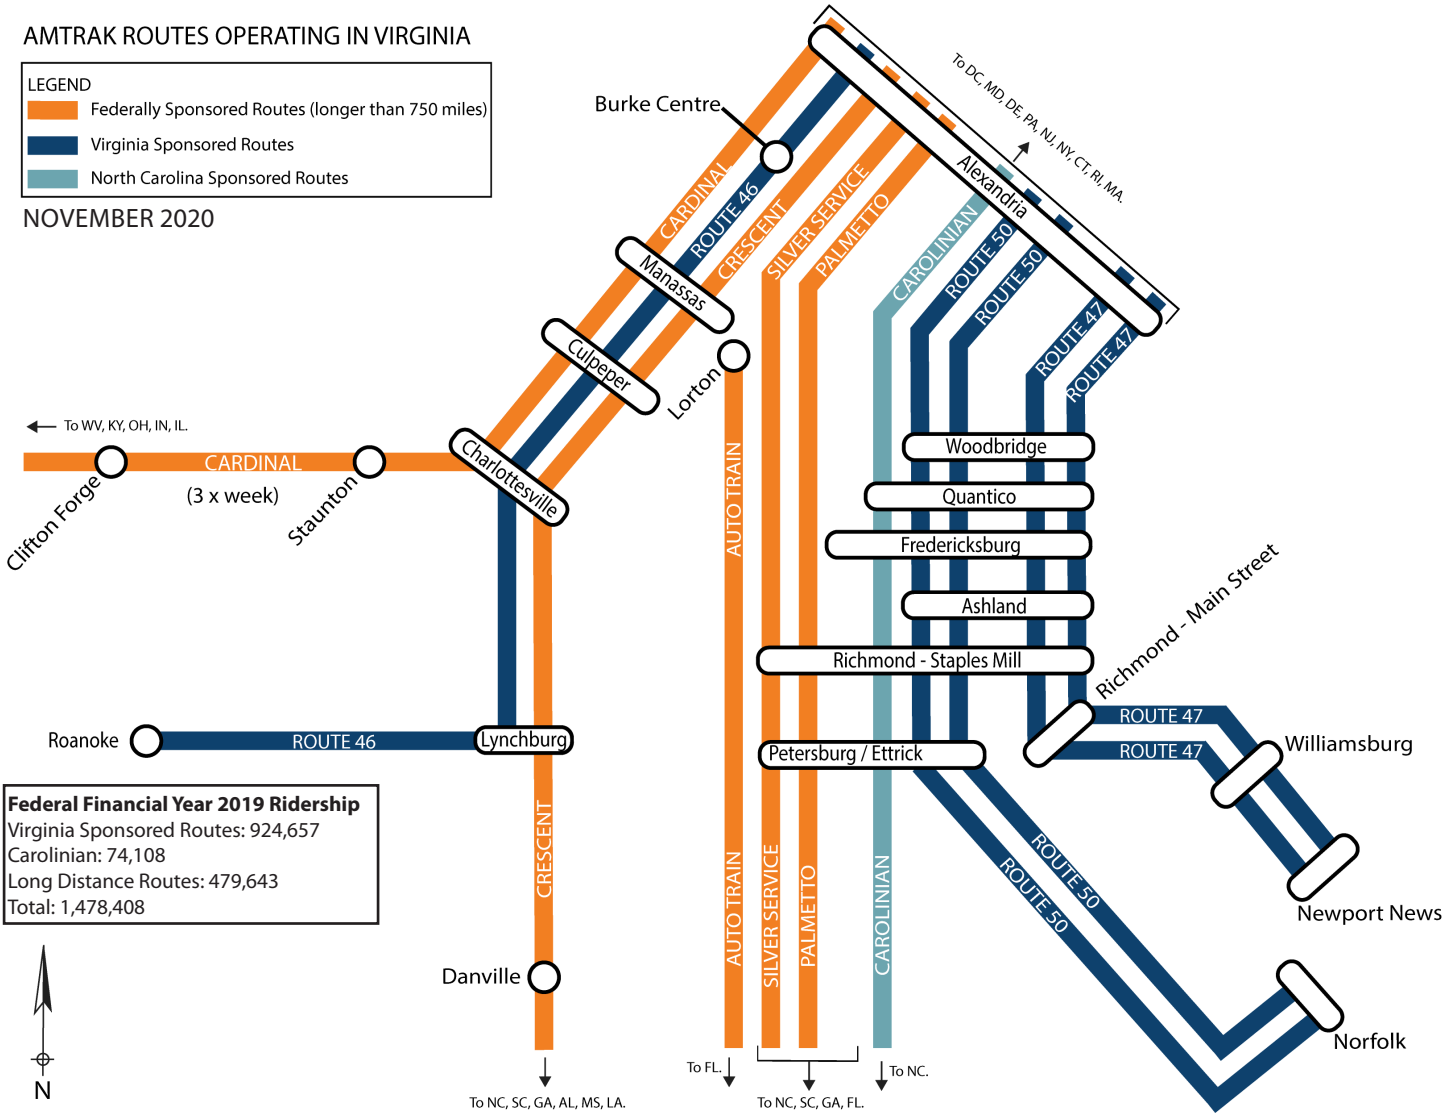 AMTRAK ROUTES OPERATING IN VIRGINIA
LEGEND
Federally Sponsored Routes (longer than 750 miles)
Virginia Sponsored Routes
North Carolina Sponsored Routes
NOVEMBER 2020
Burke Centre
To DC, MD, DE, PA, NJ, NY, CT, RI, MA.
Alexandria
CARDINAL
ROUTE 46
CRESCENT
SILVER SERVICE
PALMETTO
CAROLINIAN
ROUTE 50
ROUTE 50
ROUTE 47
ROUTE 47
Manassas
Culpeper
Lorton
Charlottesville
To WV, KY, OH, IN, IL.
CARDINAL
(3 x week)
Clifton Forge
Staunton
AUTO TRAIN
Woodbridge
Quantico
Fredericksburg
Ashland
Richmond - Staples Mill
Richmond - Main Street
ROUTE 47
ROUTE 47
Williamsburg
Newport News
Roanoke
ROUTE 46
Lynchburg
Petersburg / Ettrick
Federal Financial Year 2019 Ridership
Virginia Sponsored Routes: 924,657
Carolinian: 74,108
Long Distance Routes: 479,643
Total: 1,478,408
CRESCENT
AUTO TRAIN
SILVER SERVICE
PALMETTO
CAROLINIAN
ROUTE 50
ROUTE 50
Danville
Norfolk
N
To NC, SC, GA, AL, MS, LA.
To FL.
To NC, SC, GA, FL.
To NC.